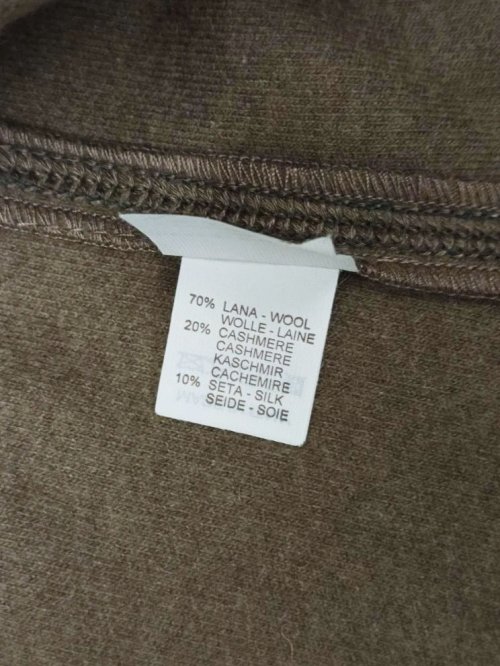 70% LANA - WOOL
WOLLE - LAINE
20% CASHMERE
CASHMERE
KASCHMIR
CACHEMIRE
10% SETA - SILK
SEIDE - SOIE